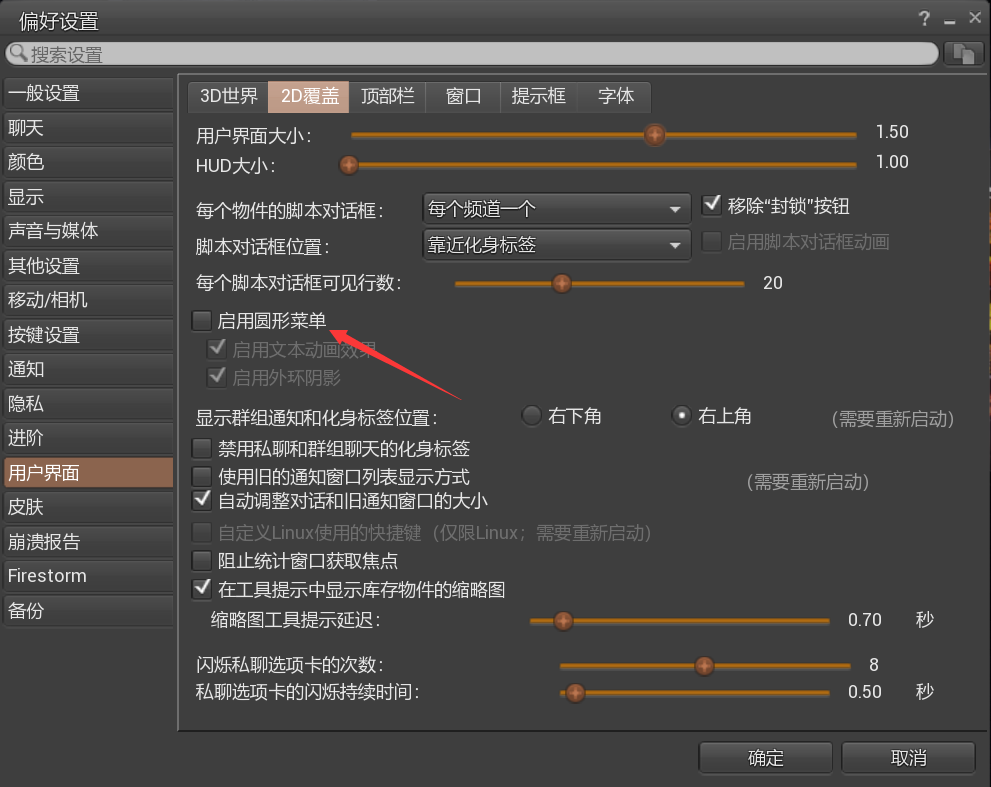 偏好设置
?
搜索设置
一般设置
聊天
颜色
显示
声音与媒体
其他设置
移动/相机
按键设置
通知
隐私
进阶
用户界面
皮肤
崩溃报告
Firestorm
备份
3D世界 2D覆盖 顶部栏 窗口 提示框 字体
用户界面大小: 1.50
HUD大小: 1.00
每个物件的脚本对话框: 每个频道一个 移除“封锁”按钮
脚本对话框位置: 靠近化身标签 启用脚本对话框动画
每个脚本对话框可见行数: 20
启用圆形菜单
启用文本动画效果
启用外环阴影
显示群组通知和化身标签位置: 右下角 右上角 (需要重新启动)
禁用私聊和群组聊天的化身标签
使用旧的通知窗口列表显示方式 (需要重新启动)
自动调整对话和旧通知窗口的大小
自定义Linux使用的快捷键（仅限Linux；需要重新启动）
阻止统计窗口获取焦点
在工具提示中显示库存物件的缩略图
缩略图工具提示延迟: 0.70 秒
闪烁私聊选项卡的次数: 8
私聊选项卡的闪烁持续时间: 0.50 秒
确定 取消